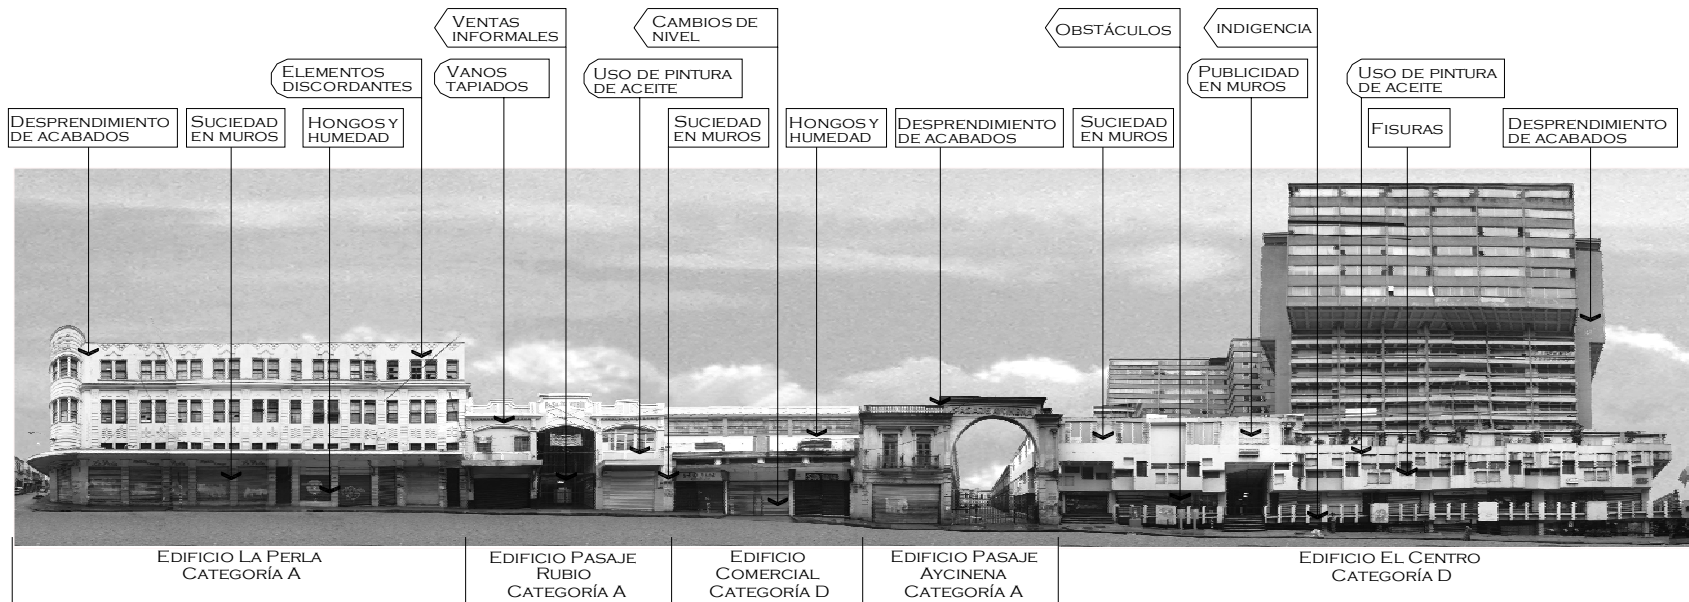 VENTAS
INFORMALES
CAMBIOS DE
NIVEL
OBSTÁCULOS
INDIGENCIA
ELEMENTOS
DISCORDANTES
VANOS
TAPIADOS
USO DE PINTURA
DE ACEITE
PUBLICIDAD
EN MUROS
USO DE PINTURA
DE ACEITE
DESPRENDIMIENTO
DE ACABADOS
SUCIEDAD
EN MUROS
HONGOS Y
HUMEDAD
SUCIEDAD
EN MUROS
HONGOS Y
HUMEDAD
DESPRENDIMIENTO
DE ACABADOS
SUCIEDAD
EN MUROS
FISURAS
DESPRENDIMIENTO
DE ACABADOS
EDIFICIO LA PERLA
CATEGORÍA A
EDIFICIO PASAJE
RUBIO
CATEGORÍA A
EDIFICIO
COMERCIAL
CATEGORÍA D
EDIFICIO PASAJE
AYCINENA
CATEGORÍA A
EDIFICIO EL CENTRO
CATEGORÍA D